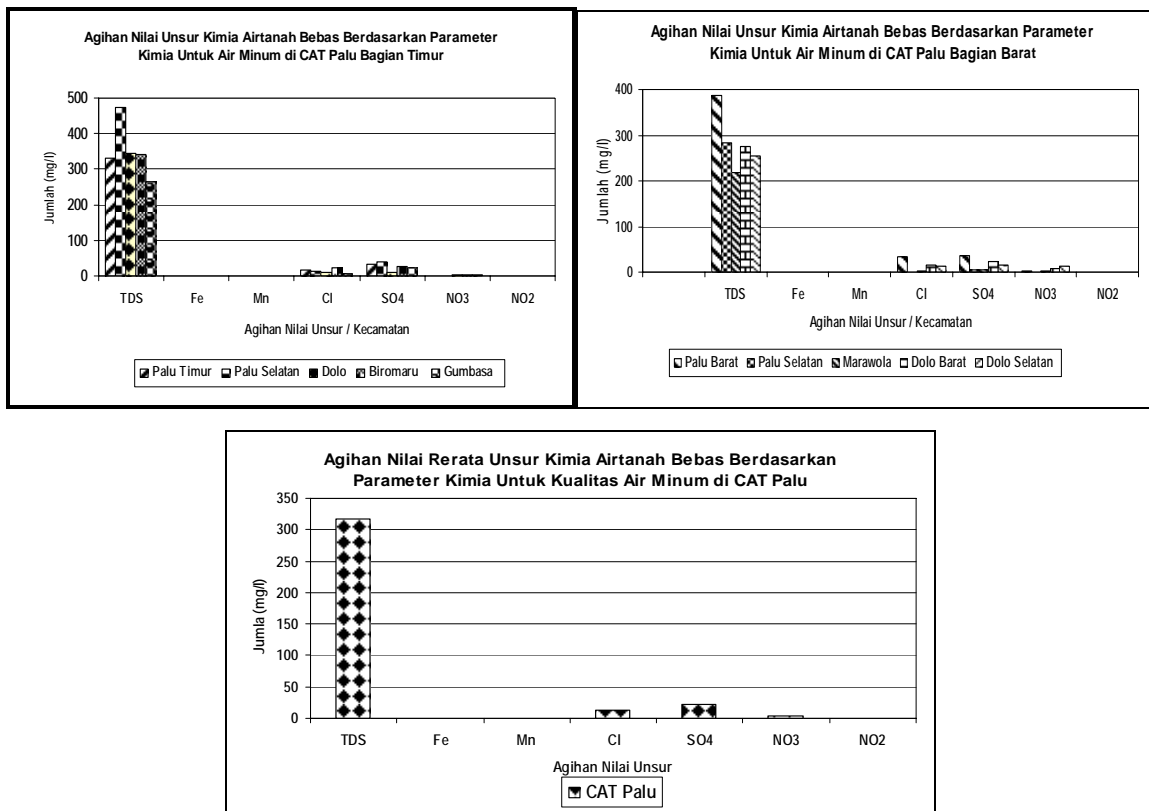 Agihan Nilai Unsur Kimia Airtanah Bebas Berdasarkan Parameter
Kimia Untuk Air Minum di CAT Palu Bagian Timur
500
400
300
200
100
0
Jumlah (mg/l)
TDS Fe Mn Cl SO4 NO3 NO2
Agihan Nilai Unsur / Kecamatan
Palu Timur Palu Selatan Dolo Biromaru Gumbasa
Agihan Nilai Unsur Kimia Airtanah Bebas Berdasarkan Parameter
Kimia Untuk Air Minum di CAT Palu Bagian Barat
400
300
200
100
0
Jumlah (mg/l)
TDS Fe Mn Cl SO4 NO3 NO2
Agihan Nilai Unsur / Kecamatan
Palu Barat Palu Selatan Marawola Dolo Barat Dolo Selatan
Agihan Nilai Rerata Unsur Kimia Airtanah Bebas Berdasarkan
Parameter Kimia Untuk Kualitas Air Minum di CAT Palu
350
300
250
200
150
100
50
0
Jumla (mg/l)
TDS Fe Mn Cl SO4 NO3 NO2
Agihan Nilai Unsur
CAT Palu